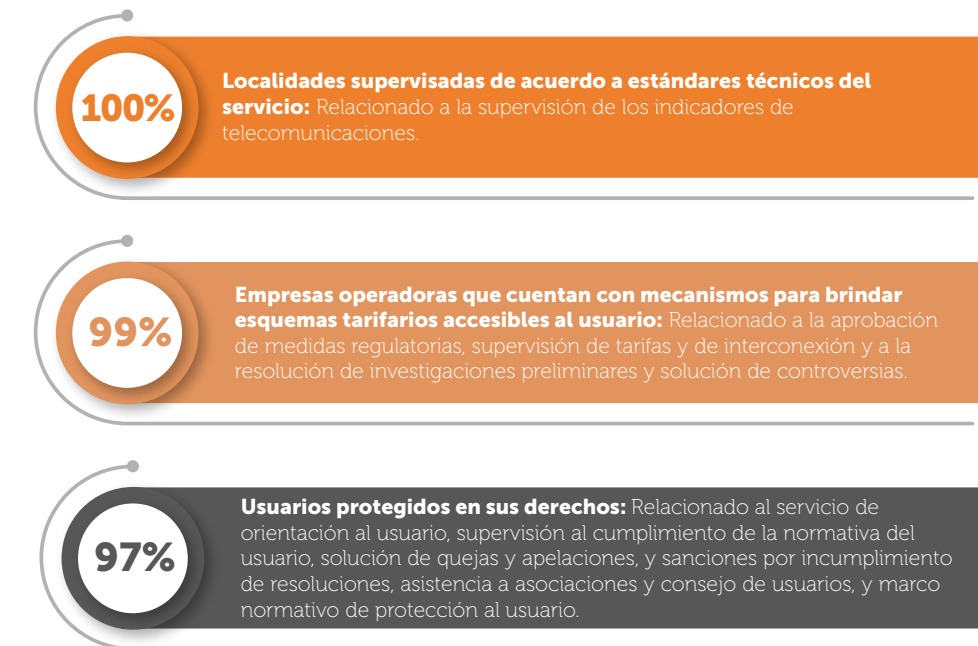 100%
Localidades supervisadas de acuerdo a estándares técnicos del
servicio: Relacionado a la supervisión de los indicadores de
telecomunicaciones.
99%
Empresas operadoras que cuentan con mecanismos para brindar
esquemas tarifarios accesibles al usuario: Relacionado a la aprobación
de medidas regulatorias, supervisión de tarifas y de interconexión y a la
resolución de investigaciones preliminares y solución de controversias.
97%
Usuarios protegidos en sus derechos: Relacionado al servicio de
orientación al usuario, supervisión al cumplimiento de la normativa del
usuario, solución de quejas y apelaciones, y sanciones por incumplimiento
de resoluciones, asistencia a asociaciones y consejo de usuarios, y marco
normativo de protección al usuario.